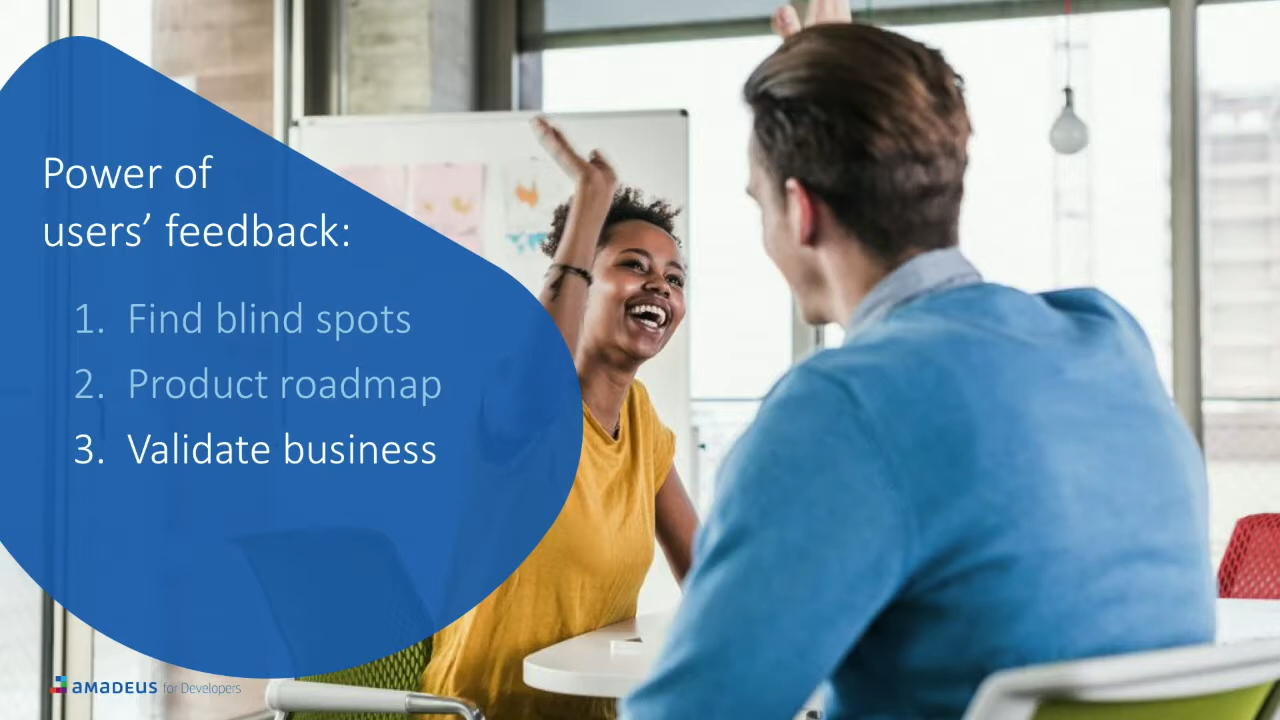 Power of
users’ feedback:
1. Find blind spots
2. Product roadmap
3. Validate business
amadeus for Developers